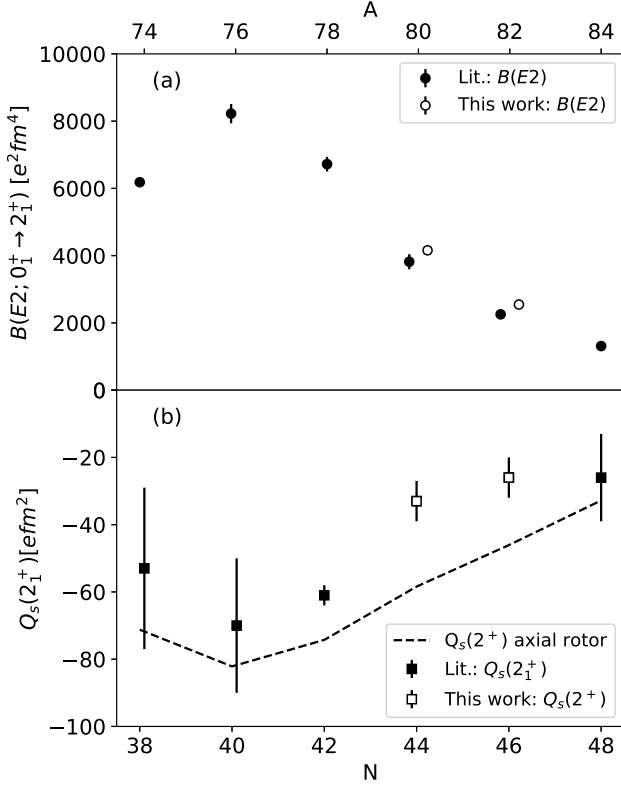 A
74 76 78 80 82 84
10000
(a)
Lit.: B(E2)
This work: B(E2)
8000
6000
4000
2000
0
B(E2; 0₁⁺ → 2₁⁺) [e²fm⁴]
(b)
−20
−40
−60
−80
−100
Qₛ(2₁⁺)[efm²]
Qₛ(2⁺) axial rotor
Lit.: Qₛ(2₁⁺)
This work: Qₛ(2⁺)
38 40 42 44 46 48
N